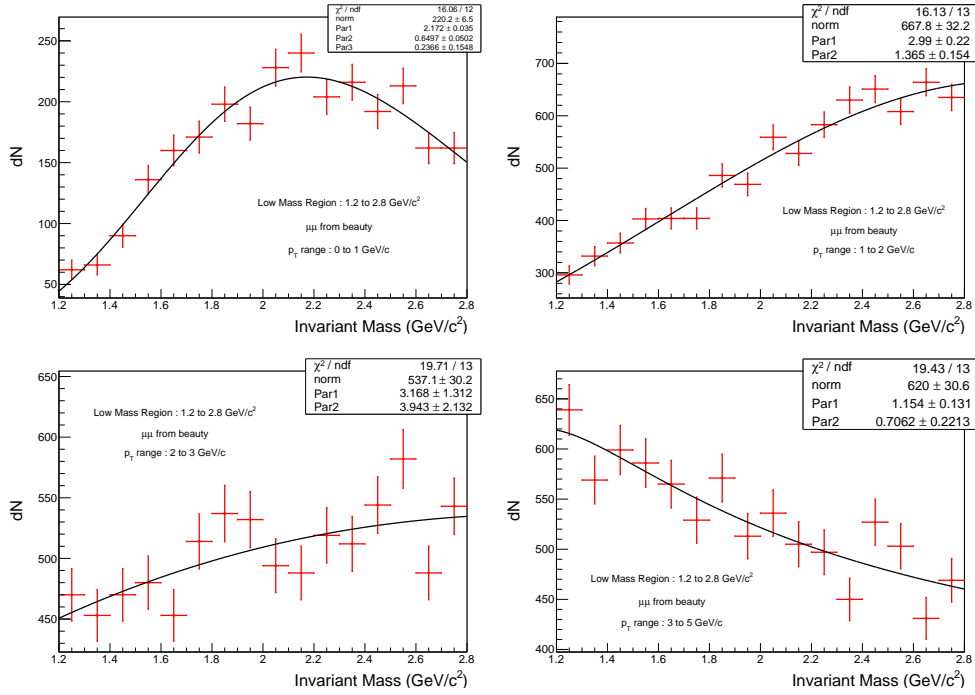 χ² / ndf 16.06 / 12
norm 220.2 ± 6.5
Par1 2.172 ± 0.035
Par2 0.6497 ± 0.0502
Par3 0.2366 ± 0.1548
250
200
150
100
50
dN
Low Mass Region : 1.2 to 2.8 GeV/c²
μμ from beauty
p_T range : 0 to 1 GeV/c
1.2 1.4 1.6 1.8 2 2.2 2.4 2.6 2.8
Invariant Mass (GeV/c²)
χ² / ndf 16.13 / 13
norm 667.8 ± 32.2
Par1 2.99 ± 0.22
Par2 1.365 ± 0.154
700
600
500
400
300
dN
Low Mass Region : 1.2 to 2.8 GeV/c²
μμ from beauty
p_T range : 1 to 2 GeV/c
1.2 1.4 1.6 1.8 2 2.2 2.4 2.6 2.8
Invariant Mass (GeV/c²)
χ² / ndf 19.71 / 13
norm 537.1 ± 30.2
Par1 3.168 ± 1.312
Par2 3.943 ± 2.132
650
600
550
500
450
dN
Low Mass Region : 1.2 to 2.8 GeV/c²
μμ from beauty
p_T range : 2 to 3 GeV/c
1.2 1.4 1.6 1.8 2 2.2 2.4 2.6 2.8
Invariant Mass (GeV/c²)
χ² / ndf 19.43 / 13
norm 620 ± 30.6
Par1 1.154 ± 0.131
Par2 0.7062 ± 0.2213
650
600
550
500
450
400
dN
Low Mass Region : 1.2 to 2.8 GeV/c²
μμ from beauty
p_T range : 3 to 5 GeV/c
1.2 1.4 1.6 1.8 2 2.2 2.4 2.6 2.8
Invariant Mass (GeV/c²)